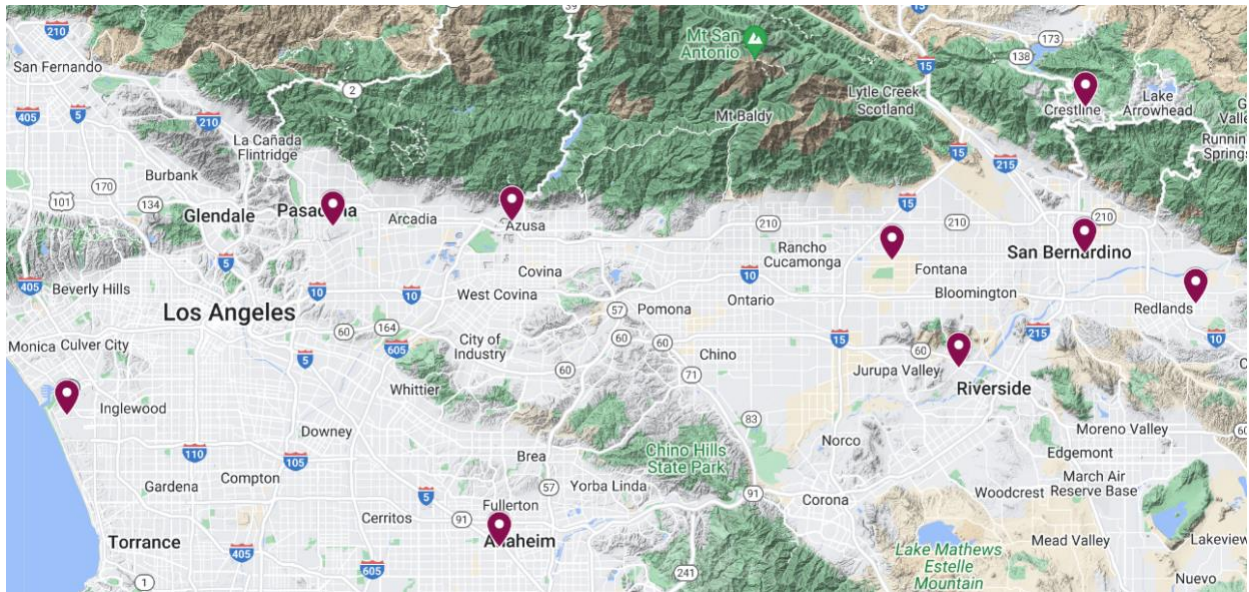 210
39
173
138
15
Mt San
Antonio
San Fernando
2
5
405
15
Lytle Creek
Scotland
Crestline
Lake
Arrowhead
Mt Baldy
210
La Cañada
Flintridge
15
215
Running
Springs
Burbank
170
134
101
Glendale
Arcadia
Azusa
15
210
210
210
Rancho
Cucamonga
San Bernardino
Fontana
5
405
Beverly Hills
Covina
10
10
10
West Covina
Pomona
57
Ontario
Bloomington
Redlands
Los Angeles
60
164
605
City of
Industry
60
60
Chino
15
60
215
10
Monica
Culver City
5
60
71
Jurupa Valley
Riverside
Whittier
Inglewood
83
Moreno Valley
60
Downey
Norco
110
105
Brea
Chino Hills
State Park
Edgemont
Gardena
Compton
57
Yorba Linda
91
Corona
Woodcrest
March Air
Reserve Base
5
Fullerton
Cerritos
91
Torrance
405
Lake Mathews
Estelle
Mountain
Mead Valley
Lakeview
1
605
241
Nuevo